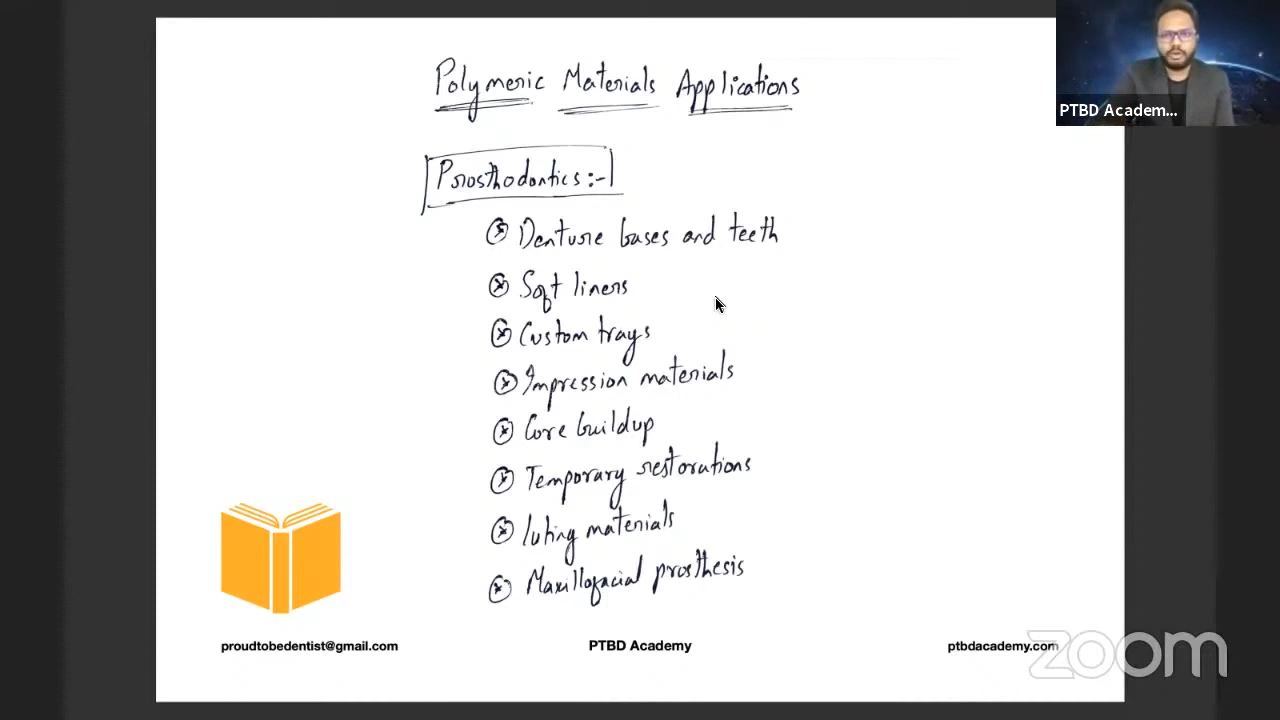 Polymeric Materials Applications
PTBD Academ...
Prosthodontics:-
Denture bases and teeth
Soft liners
Custom trays
Impression materials
Core buildup
Temporary restorations
luting materials
Maxillofacial prosthesis
proudtobedentist@gmail.com PTBD Academy ptbdacademy.com
zoom